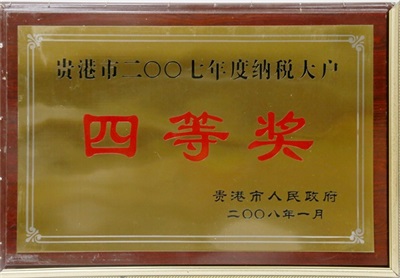 贵港市二〇〇七年度纳税大户
四等奖
贵港市人民政府
二〇〇八年一月